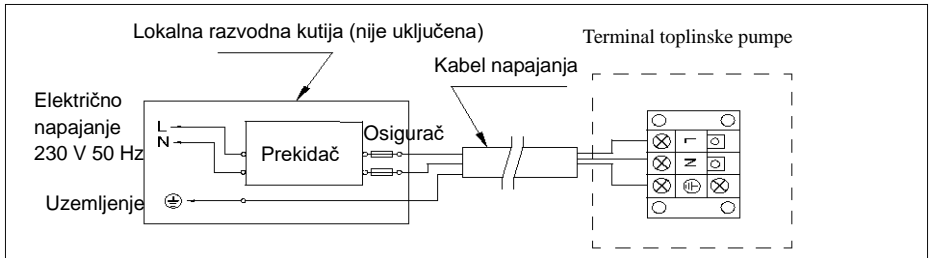 Lokalna razvodna kutija (nije uključena)
Terminal toplinske pumpe
Kabel napajanja
Električno
napajanje
230 V 50 Hz
L
N
Prekidač
Osigurač
Uzemljenje
L
N